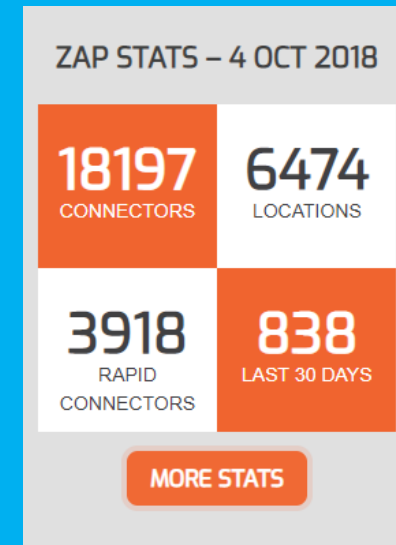 ZAP STATS – 4 OCT 2018
18197
CONNECTORS
6474
LOCATIONS
3918
RAPID
CONNECTORS
838
LAST 30 DAYS
MORE STATS